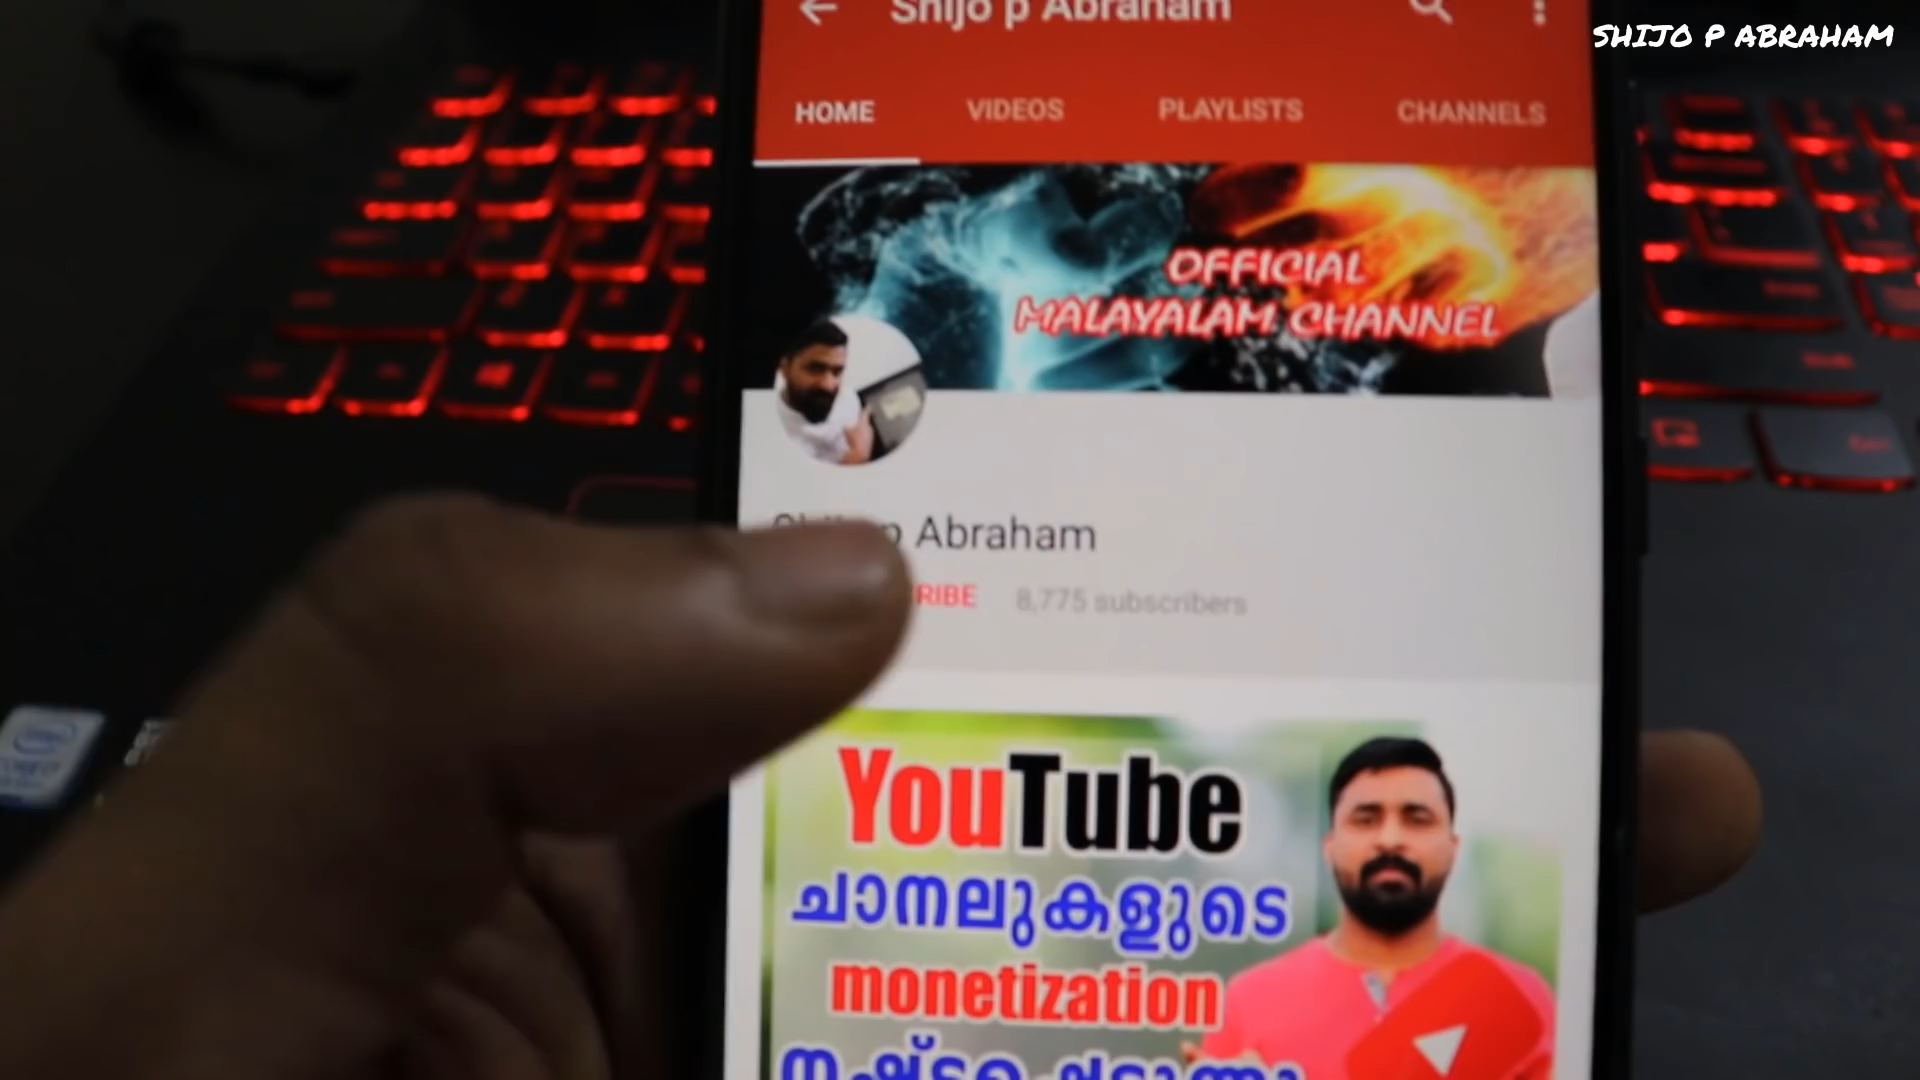 SHIJO P ABRAHAM
Shijo p Abraham
HOME VIDEOS PLAYLISTS CHANNELS
OFFICIAL
MALAYALAM CHANNEL
p Abraham
RIBE 8,775 subscribers
YouTube
ചാനലുകളുടെ
monetization